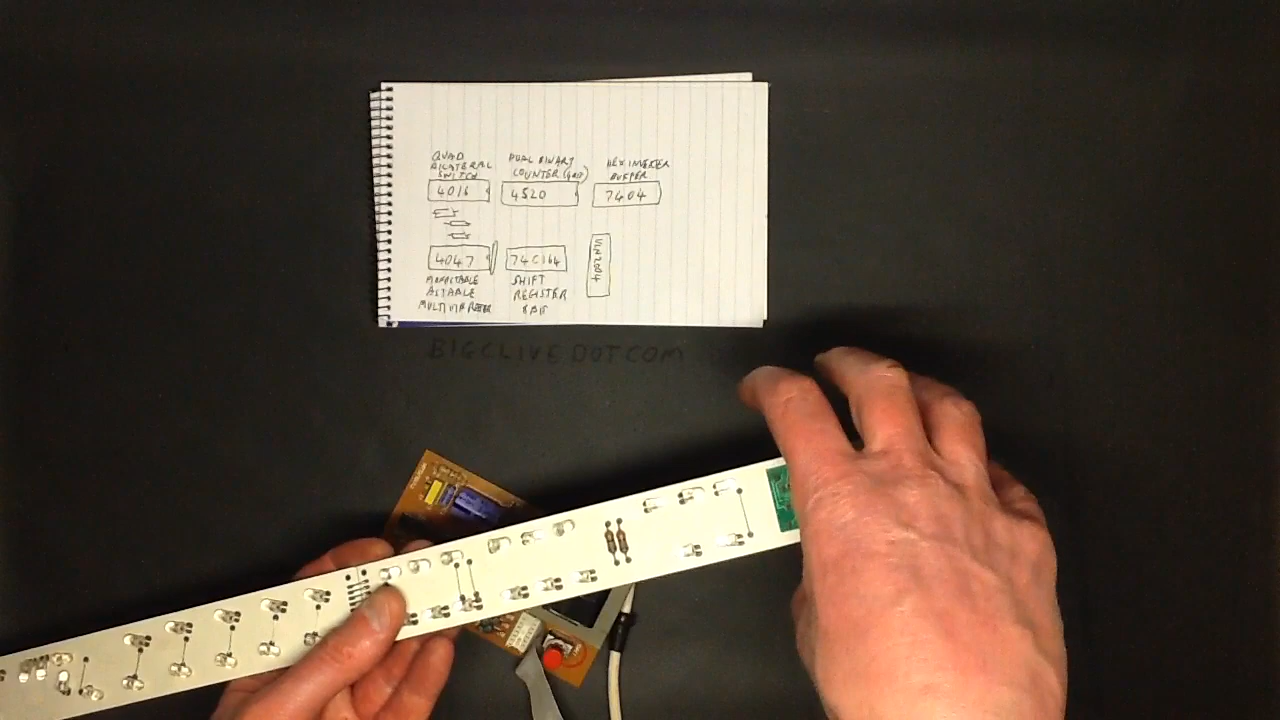 QUAD
BILATERAL
SWITCH
4016
DUAL BINARY
COUNTER (4BIT)
4520
HEX INVERTER
BUFFER
7404
4047
MONOSTABLE
ASTABLE
74C164
SHIFT
REGISTER
8BIT
BIGCLIVEDOTCOM